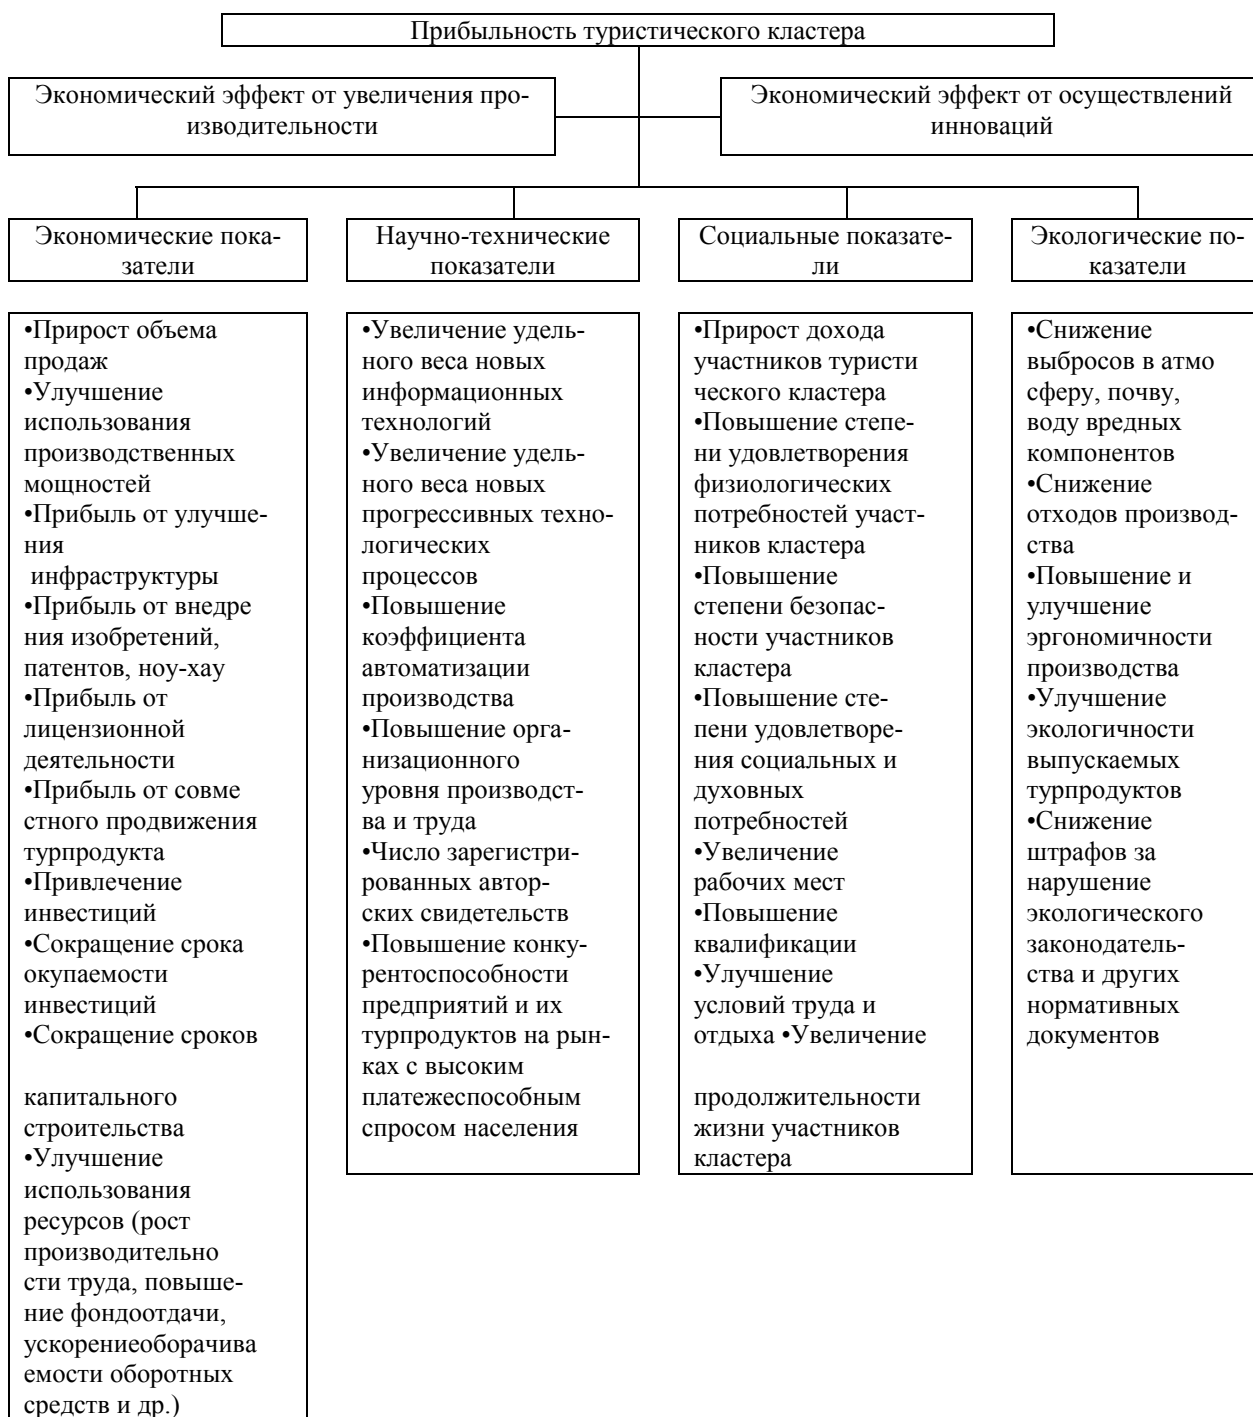 Прибыльность туристического кластера
Экономический эффект от увеличения про-
изводительности
Экономический эффект от осуществлений
инноваций
Экономические пока-
затели
Научно-технические
показатели
Социальные показате-
ли
Экологические по-
казатели
•Прирост объема
продаж
•Улучшение
использования
производственных
мощностей
•Прибыль от улучше-
ния
инфраструктуры
•Прибыль от внедре
ния изобретений,
патентов, ноу-хау
•Прибыль от
лицензионной
деятельности
•Прибыль от совме
стного продвижения
турпродукта
•Привлечение
инвестиций
•Сокращение срока
окупаемости
инвестиций
•Сокращение сроков
капитального
строительства
•Улучшение
использования
ресурсов (рост
производительно
сти труда, повыше-
ние фондоотдачи,
ускорениеоборачива
емости оборотных
средств и др.)
•Увеличение удель-
ного веса новых
информационных
технологий
•Увеличение удель-
ного веса новых
прогрессивных техно-
логических
процессов
•Повышение
коэффициента
автоматизации
производства
•Повышение орга-
низационного
уровня производст-
ва и труда
•Число зарегистри-
рованных автор-
ских свидетельств
•Повышение конку-
рентоспособности
предприятий и их
турпродуктов на рын-
ках с высоким
платежеспособным
спросом населения
•Прирост дохода
участников туристи
ческого кластера
•Повышение степе-
ни удовлетворения
физиологических
потребностей участ-
ников кластера
•Повышение
степени безопас-
ности участников
кластера
•Повышение сте-
пени удовлетворе-
ния социальных и
духовных
потребностей
•Увеличение
рабочих мест
•Повышение
квалификации
•Улучшение
условий труда и
отдыха •Увеличение
продолжительности
жизни участников
кластера
•Снижение
выбросов в атмо
сферу, почву,
воду вредных
компонентов
•Снижение
отходов производ-
ства
•Повышение и
улучшение
эргономичности
производства
•Улучшение
экологичности
выпускаемых
турпродуктов
•Снижение
штрафов за
нарушение
экологического
законодатель-
ства и других
нормативных
документов